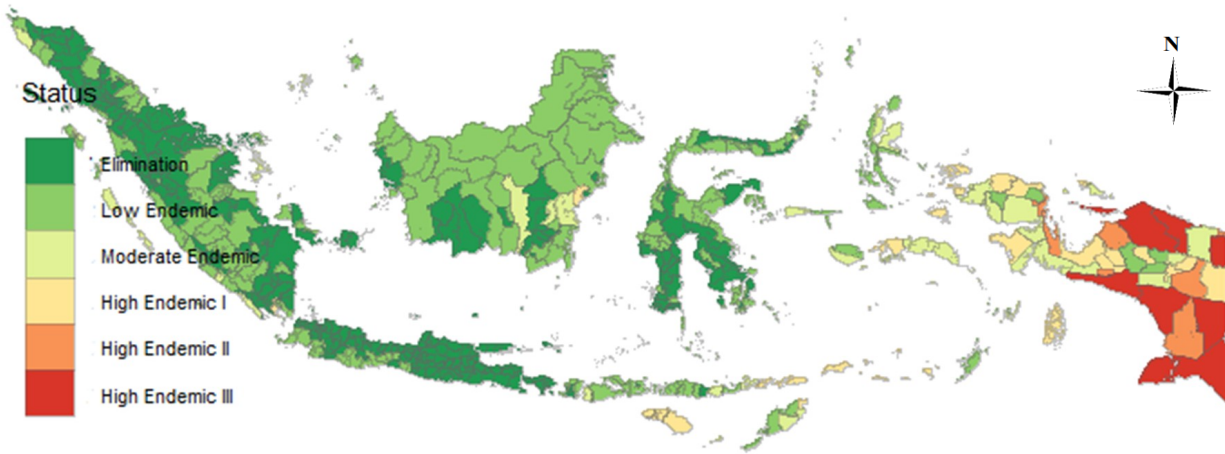 N
Status
Elimination
Low Endemic
Moderate Endemic
High Endemic I
High Endemic II
High Endemic III